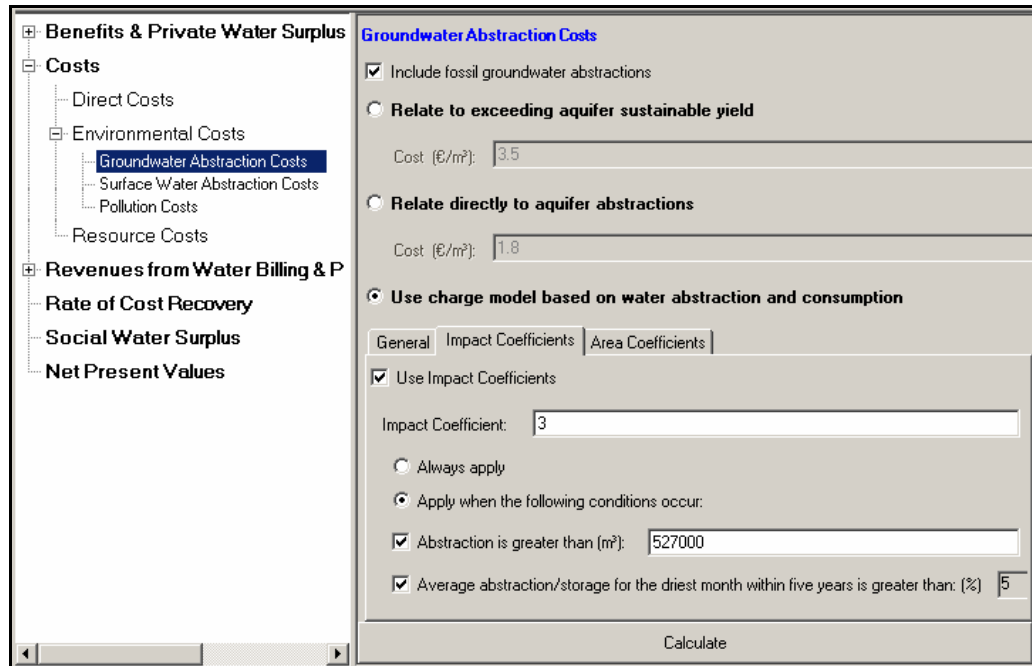 Benefits & Private Water Surplus
Costs
Direct Costs
Environmental Costs
Groundwater Abstraction Costs
Surface Water Abstraction Costs
Pollution Costs
Resource Costs
Revenues from Water Billing & P
Rate of Cost Recovery
Social Water Surplus
Net Present Values
Groundwater Abstraction Costs
Include fossil groundwater abstractions
Relate to exceeding aquifer sustainable yield
Cost (€/m³): 3.5
Relate directly to aquifer abstractions
Cost (€/m³): 1.8
Use charge model based on water abstraction and consumption
General Impact Coefficients Area Coefficients
Use Impact Coefficients
Impact Coefficient: 3
Always apply
Apply when the following conditions occur:
Abstraction is greater than (m³): 527000
Average abstraction/storage for the driest month within five years is greater than: (%) 5
Calculate